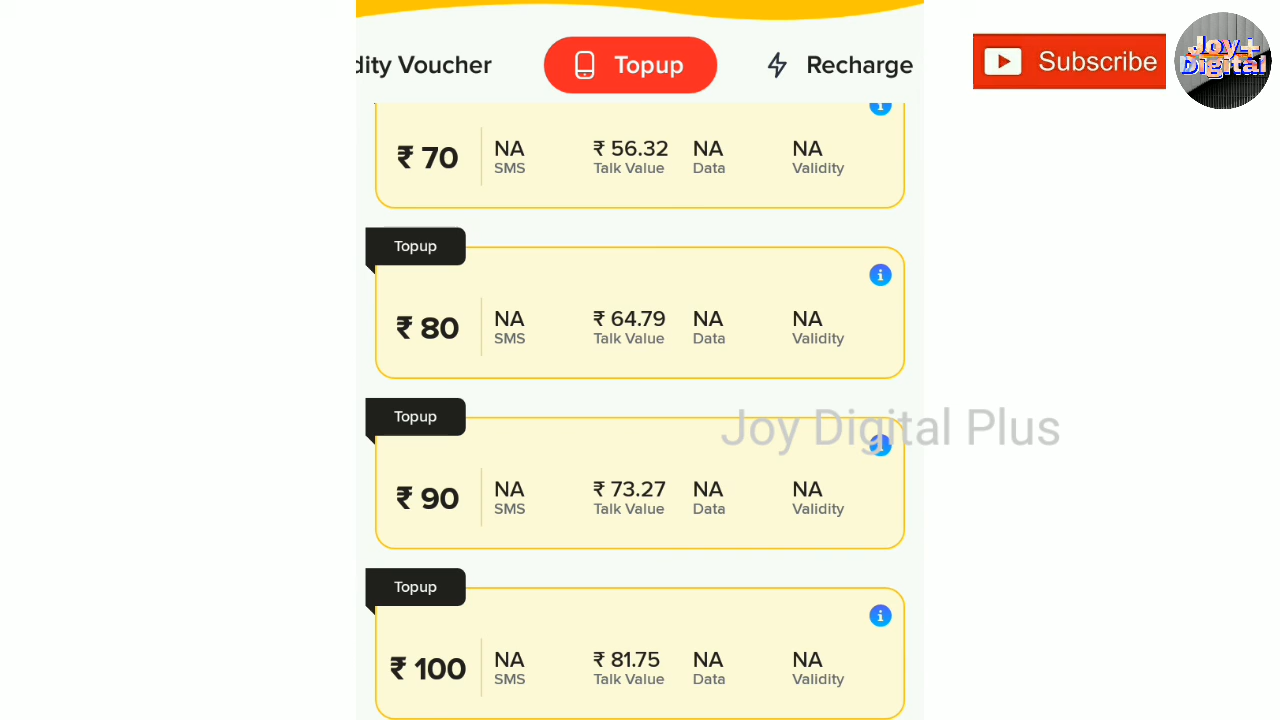 dity Voucher
Topup
Recharge
Subscribe
Joy+
Digital
₹ 70
NA
SMS
₹ 56.32
Talk Value
NA
Data
NA
Validity
Topup
₹ 80
NA
SMS
₹ 64.79
Talk Value
NA
Data
NA
Validity
Topup
Joy Digital Plus
₹ 90
NA
SMS
₹ 73.27
Talk Value
NA
Data
NA
Validity
Topup
₹ 100
NA
SMS
₹ 81.75
Talk Value
NA
Data
NA
Validity